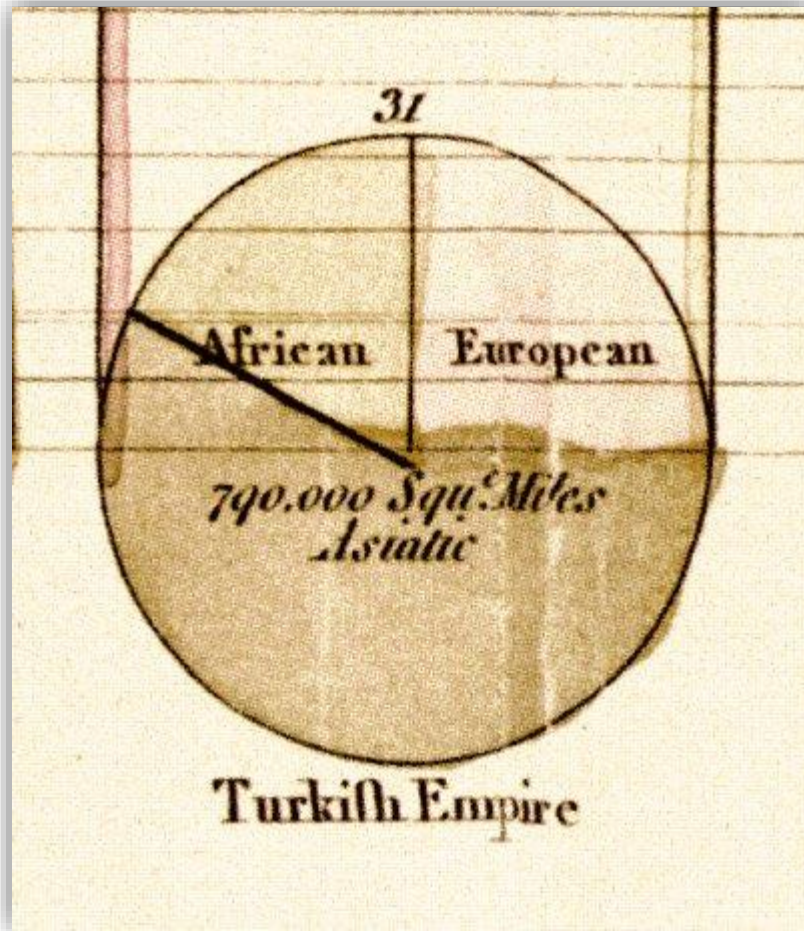 31
African European
790.000 Squ.ᵉ Miles
Asiatic
Turkiſh Empire